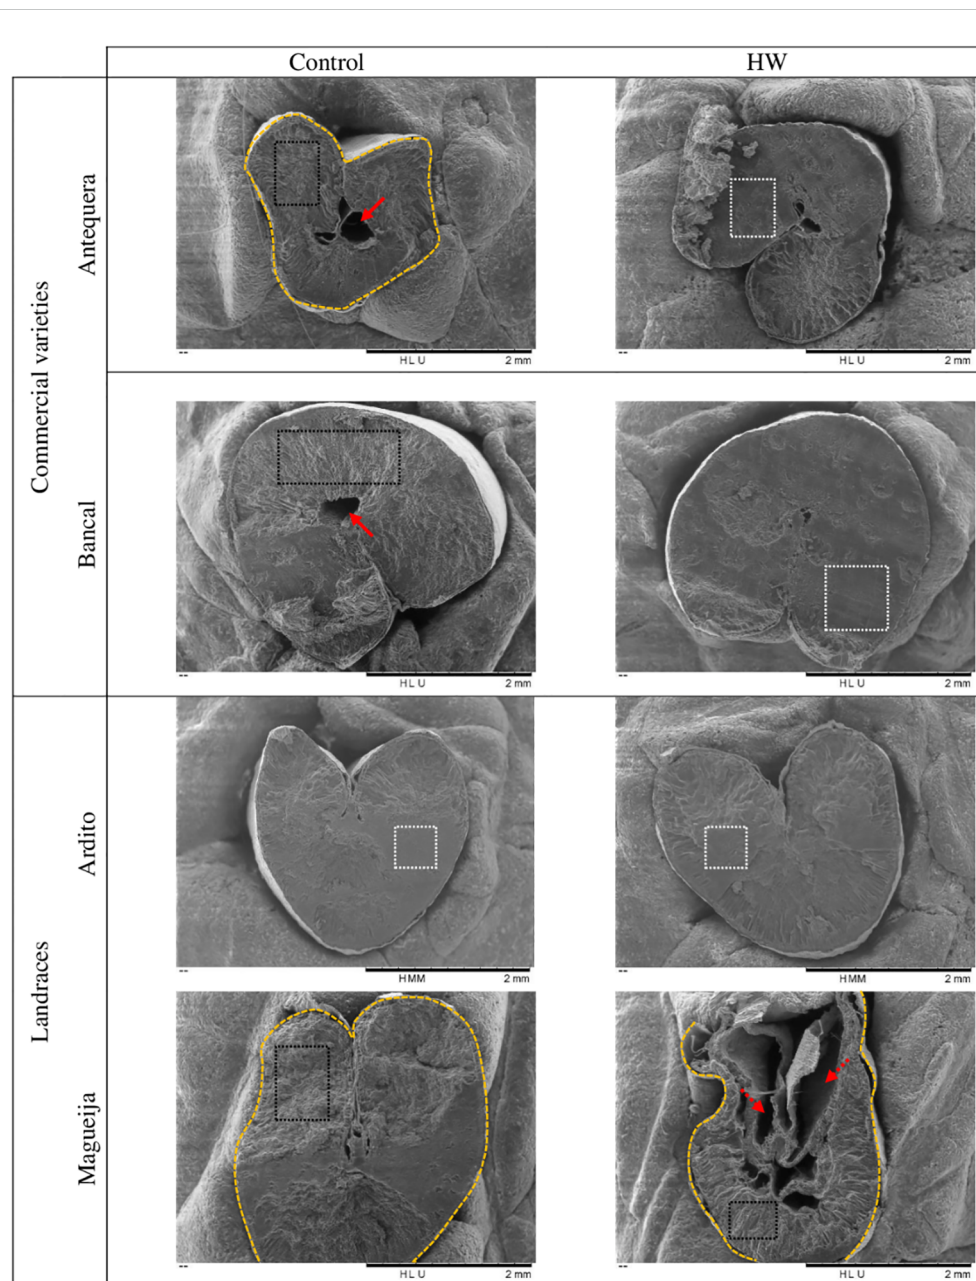 Control HW
Commercial varieties
Antequera
-- HL U 2 mm -- HL U 2 mm
Bancal
-- HL U 2 mm -- HL U 2 mm
Landraces
Ardito
-- HMM 2 mm -- HMM 2 mm
Magueija
-- HL U 2 mm -- HL U 2 mm